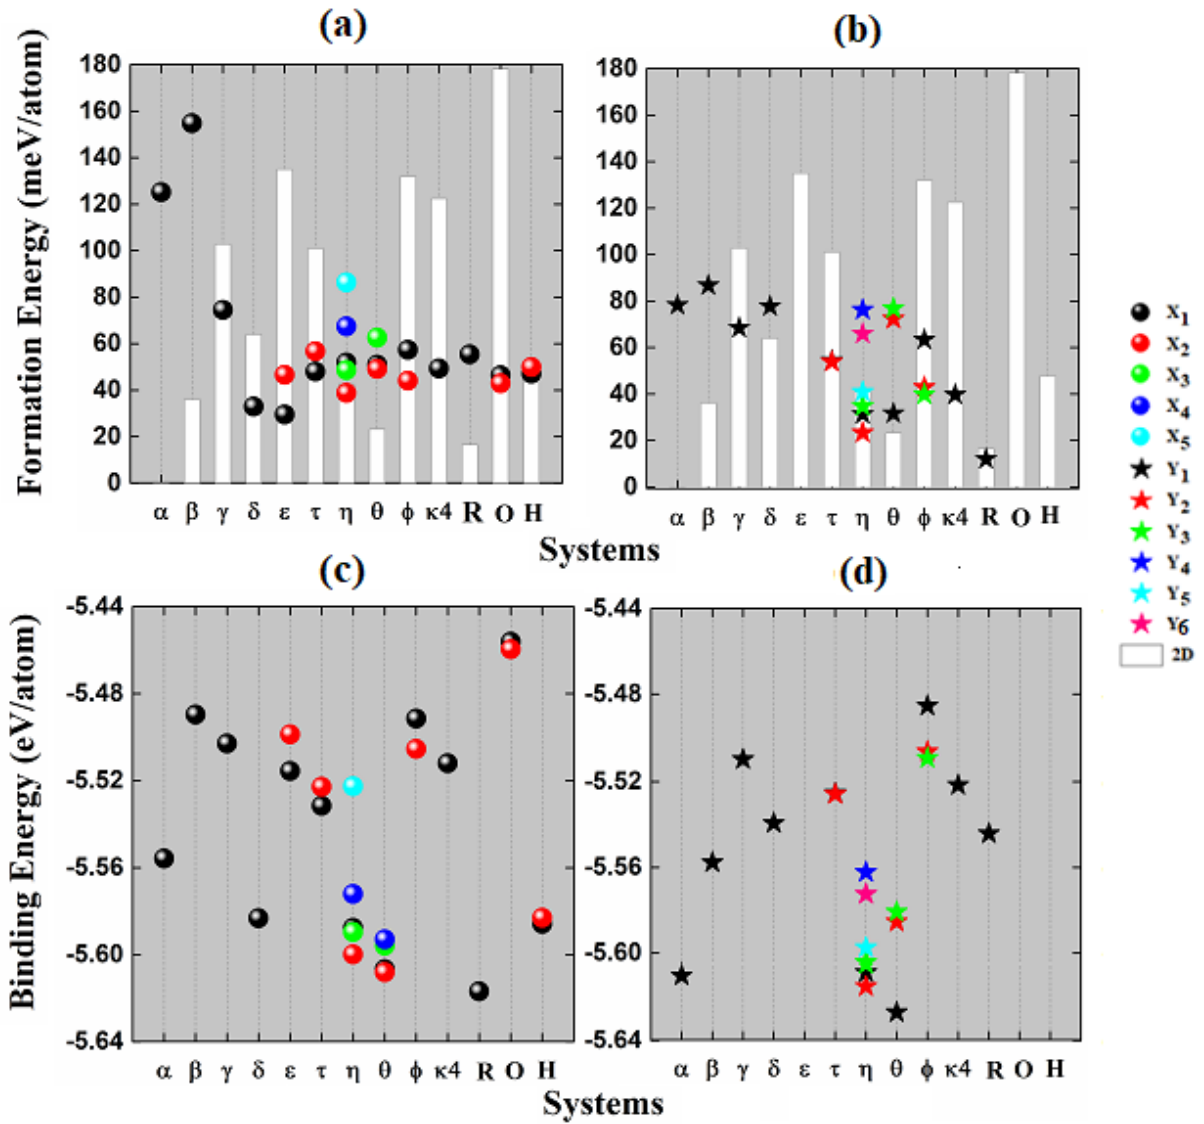 (a)
Formation Energy (meV/atom)
180
160
140
120
100
80
60
40
20
0
α β γ δ ε τ η θ ϕ κ4 R O H
(b)
180
160
140
120
100
80
60
40
20
0
α β γ δ ε τ η θ ϕ κ4 R O H
Systems
X1
X2
X3
X4
X5
Y1
Y2
Y3
Y4
Y5
Y6
2D
(c)
Binding Energy (eV/atom)
-5.44
-5.48
-5.52
-5.56
-5.60
-5.64
α β γ δ ε τ η θ ϕ κ4 R O H
(d)
-5.44
-5.48
-5.52
-5.56
-5.60
-5.64
α β γ δ ε τ η θ ϕ κ4 R O H
Systems